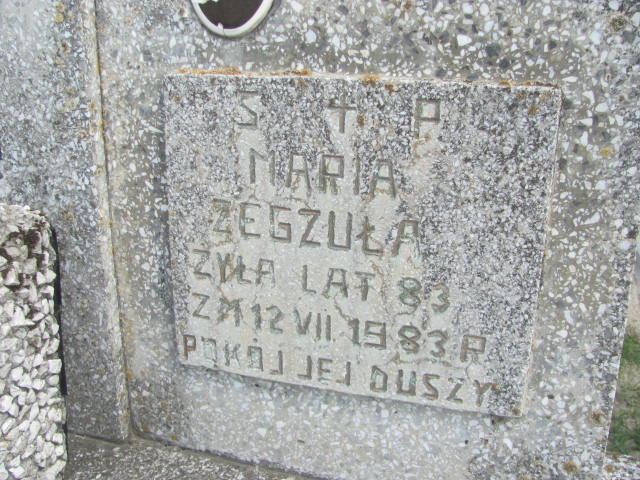 S + P
MARIA
ZEGZUŁA
ŻYŁA LAT 83
ZM 12 VII 1983 R
POKÓJ JEJ DUSZY